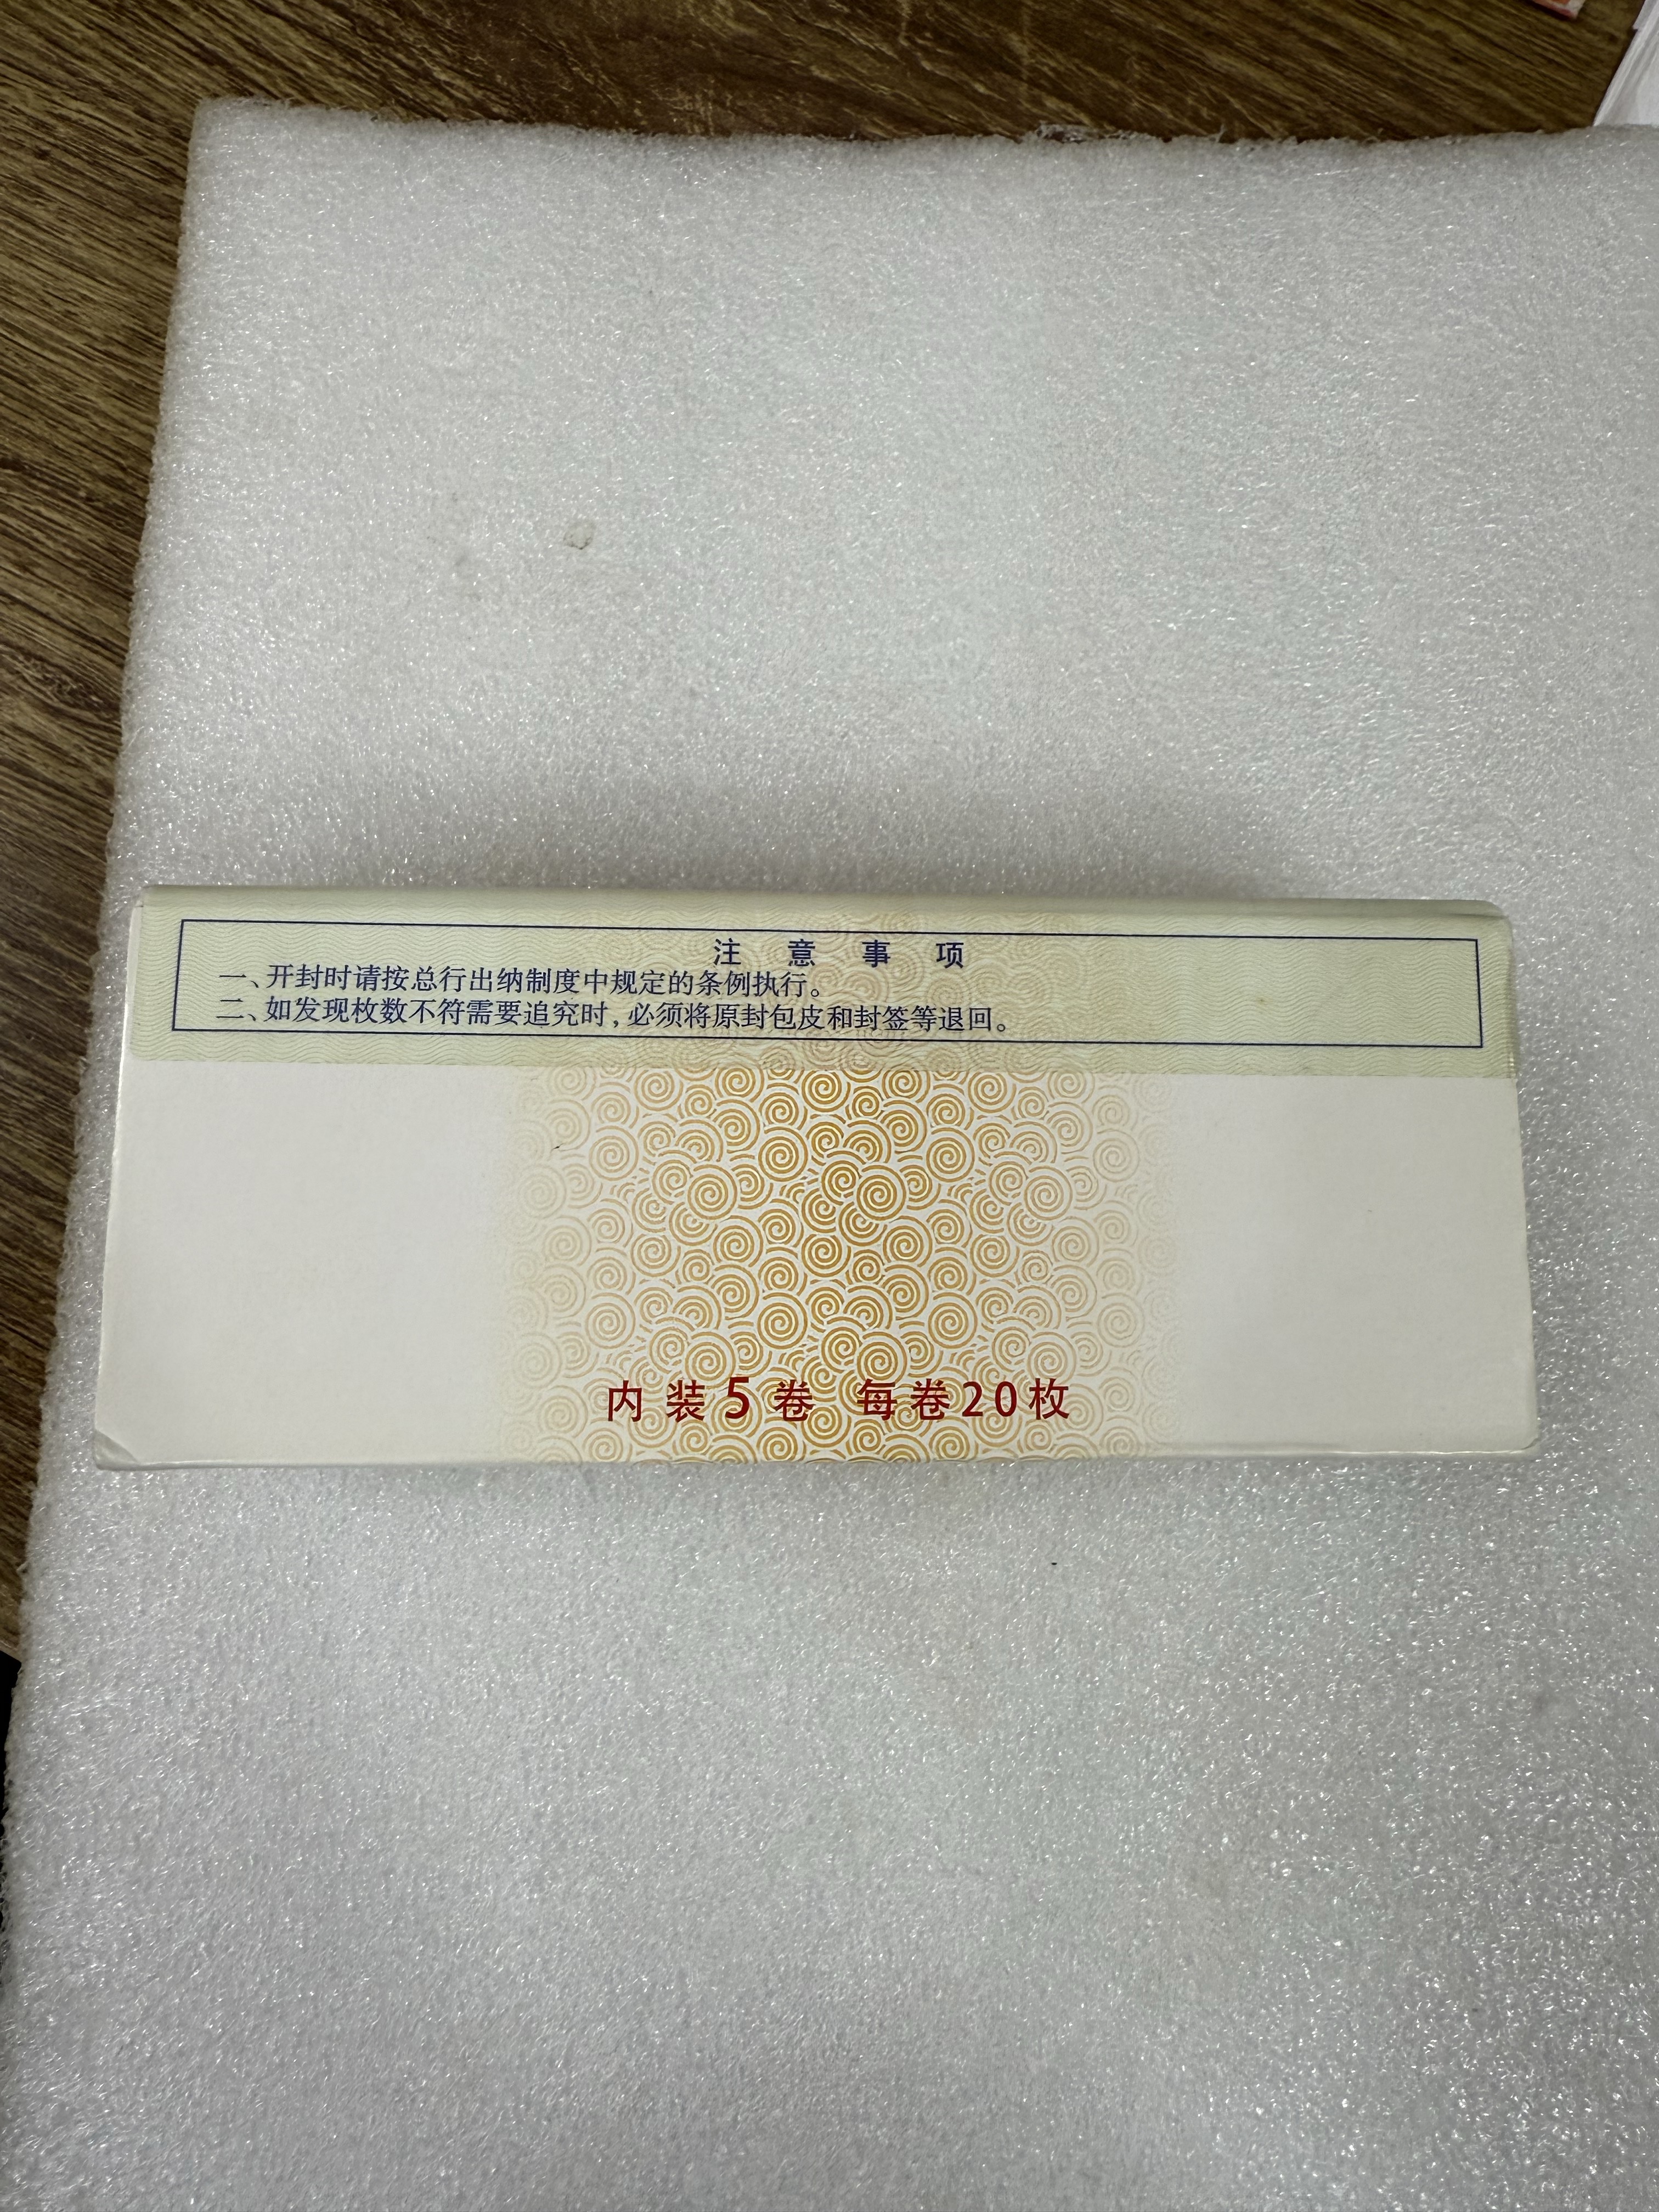 注意事项
一、开封时请按总行出纳制度中规定的条例执行。
二、如发现枚数不符需要追究时,必须将原封包皮和封签等退回。
内装5卷 每卷20枚